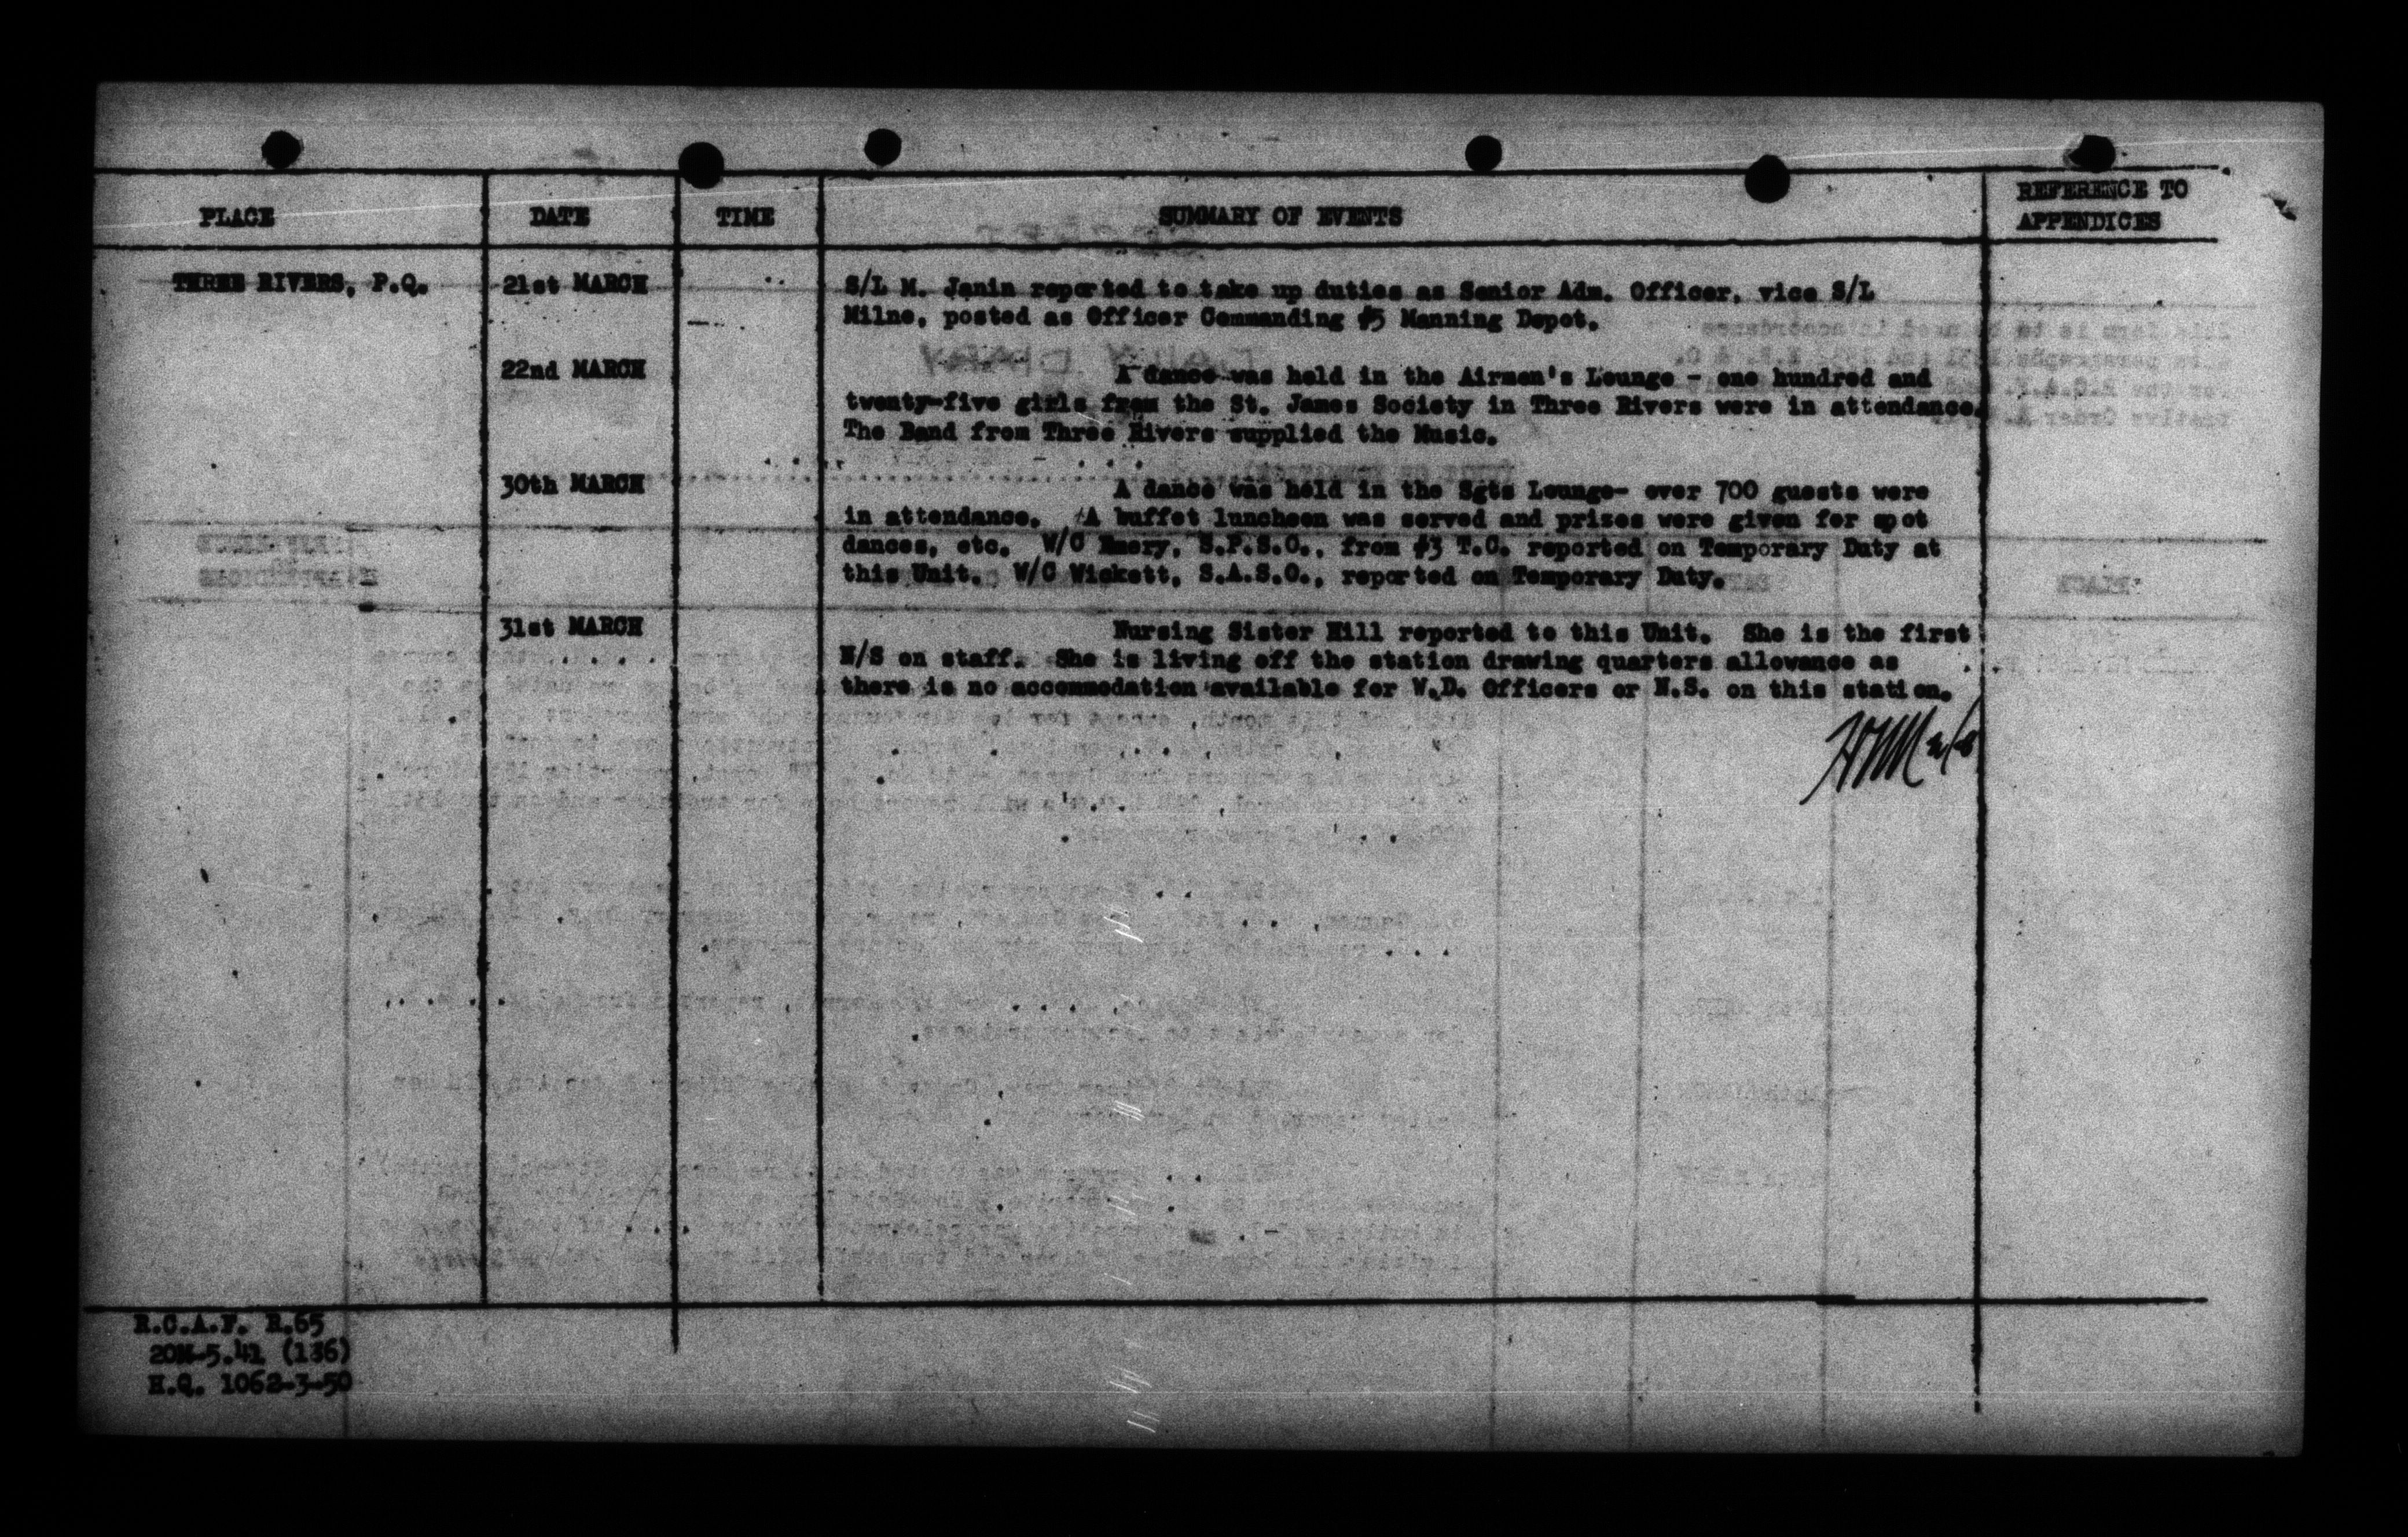 PLACE DATE TIME SUMMARY OF EVENTS REFERENCE TO APPENDICES
THREE RIVERS, P.Q. 21st MARCH S/L M. Janin reported to take up duties as Senior Adm. Officer, vice S/L
Milne, posted as Officer Commanding #5 Manning Depot.
22nd MARCH A dance was held in the Airmen's Lounge - one hundred and
twenty-five girls from the St. James Society in Three Rivers were in attendance.
The Band from Three Rivers supplied the Music.
30th MARCH A dance was held in the Sgts Lounge- over 700 guests were
in attendance. A buffet luncheon was served and prizes were given for spot
dances, etc. W/C Emery, S.P.S.O., from #3 T.C. reported on Temporary Duty at
this Unit. W/C Wickett, S.A.S.O., reported on Temporary Duty.
31st MARCH Nursing Sister Hill reported to this Unit. She is the first
N/S on staff. She is living off the station drawing quarters allowance as
there is no accommodation available for W.D. Officers or N.S. on this station.
R.C.A.F. R.65
20M-5.41 (136)
H.Q. 1062-3-50